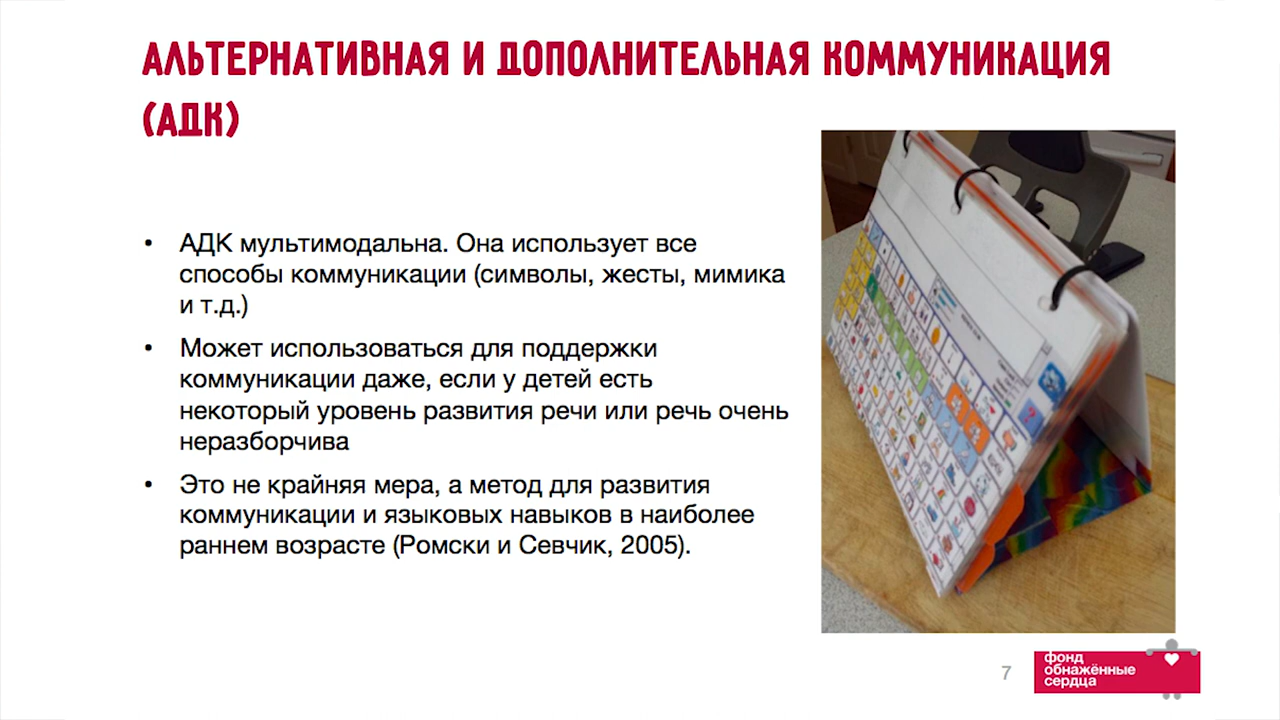 АЛЬТЕРНАТИВНАЯ И ДОПОЛНИТЕЛЬНАЯ КОММУНИКАЦИЯ
(АДК)
• АДК мультимодальна. Она использует все
способы коммуникации (символы, жесты, мимика
и т.д.)
• Может использоваться для поддержки
коммуникации даже, если у детей есть
некоторый уровень развития речи или речь очень
неразборчива
• Это не крайняя мера, а метод для развития
коммуникации и языковых навыков в наиболее
раннем возрасте (Ромски и Севчик, 2005).
7
фонд
обнажённые
сердца